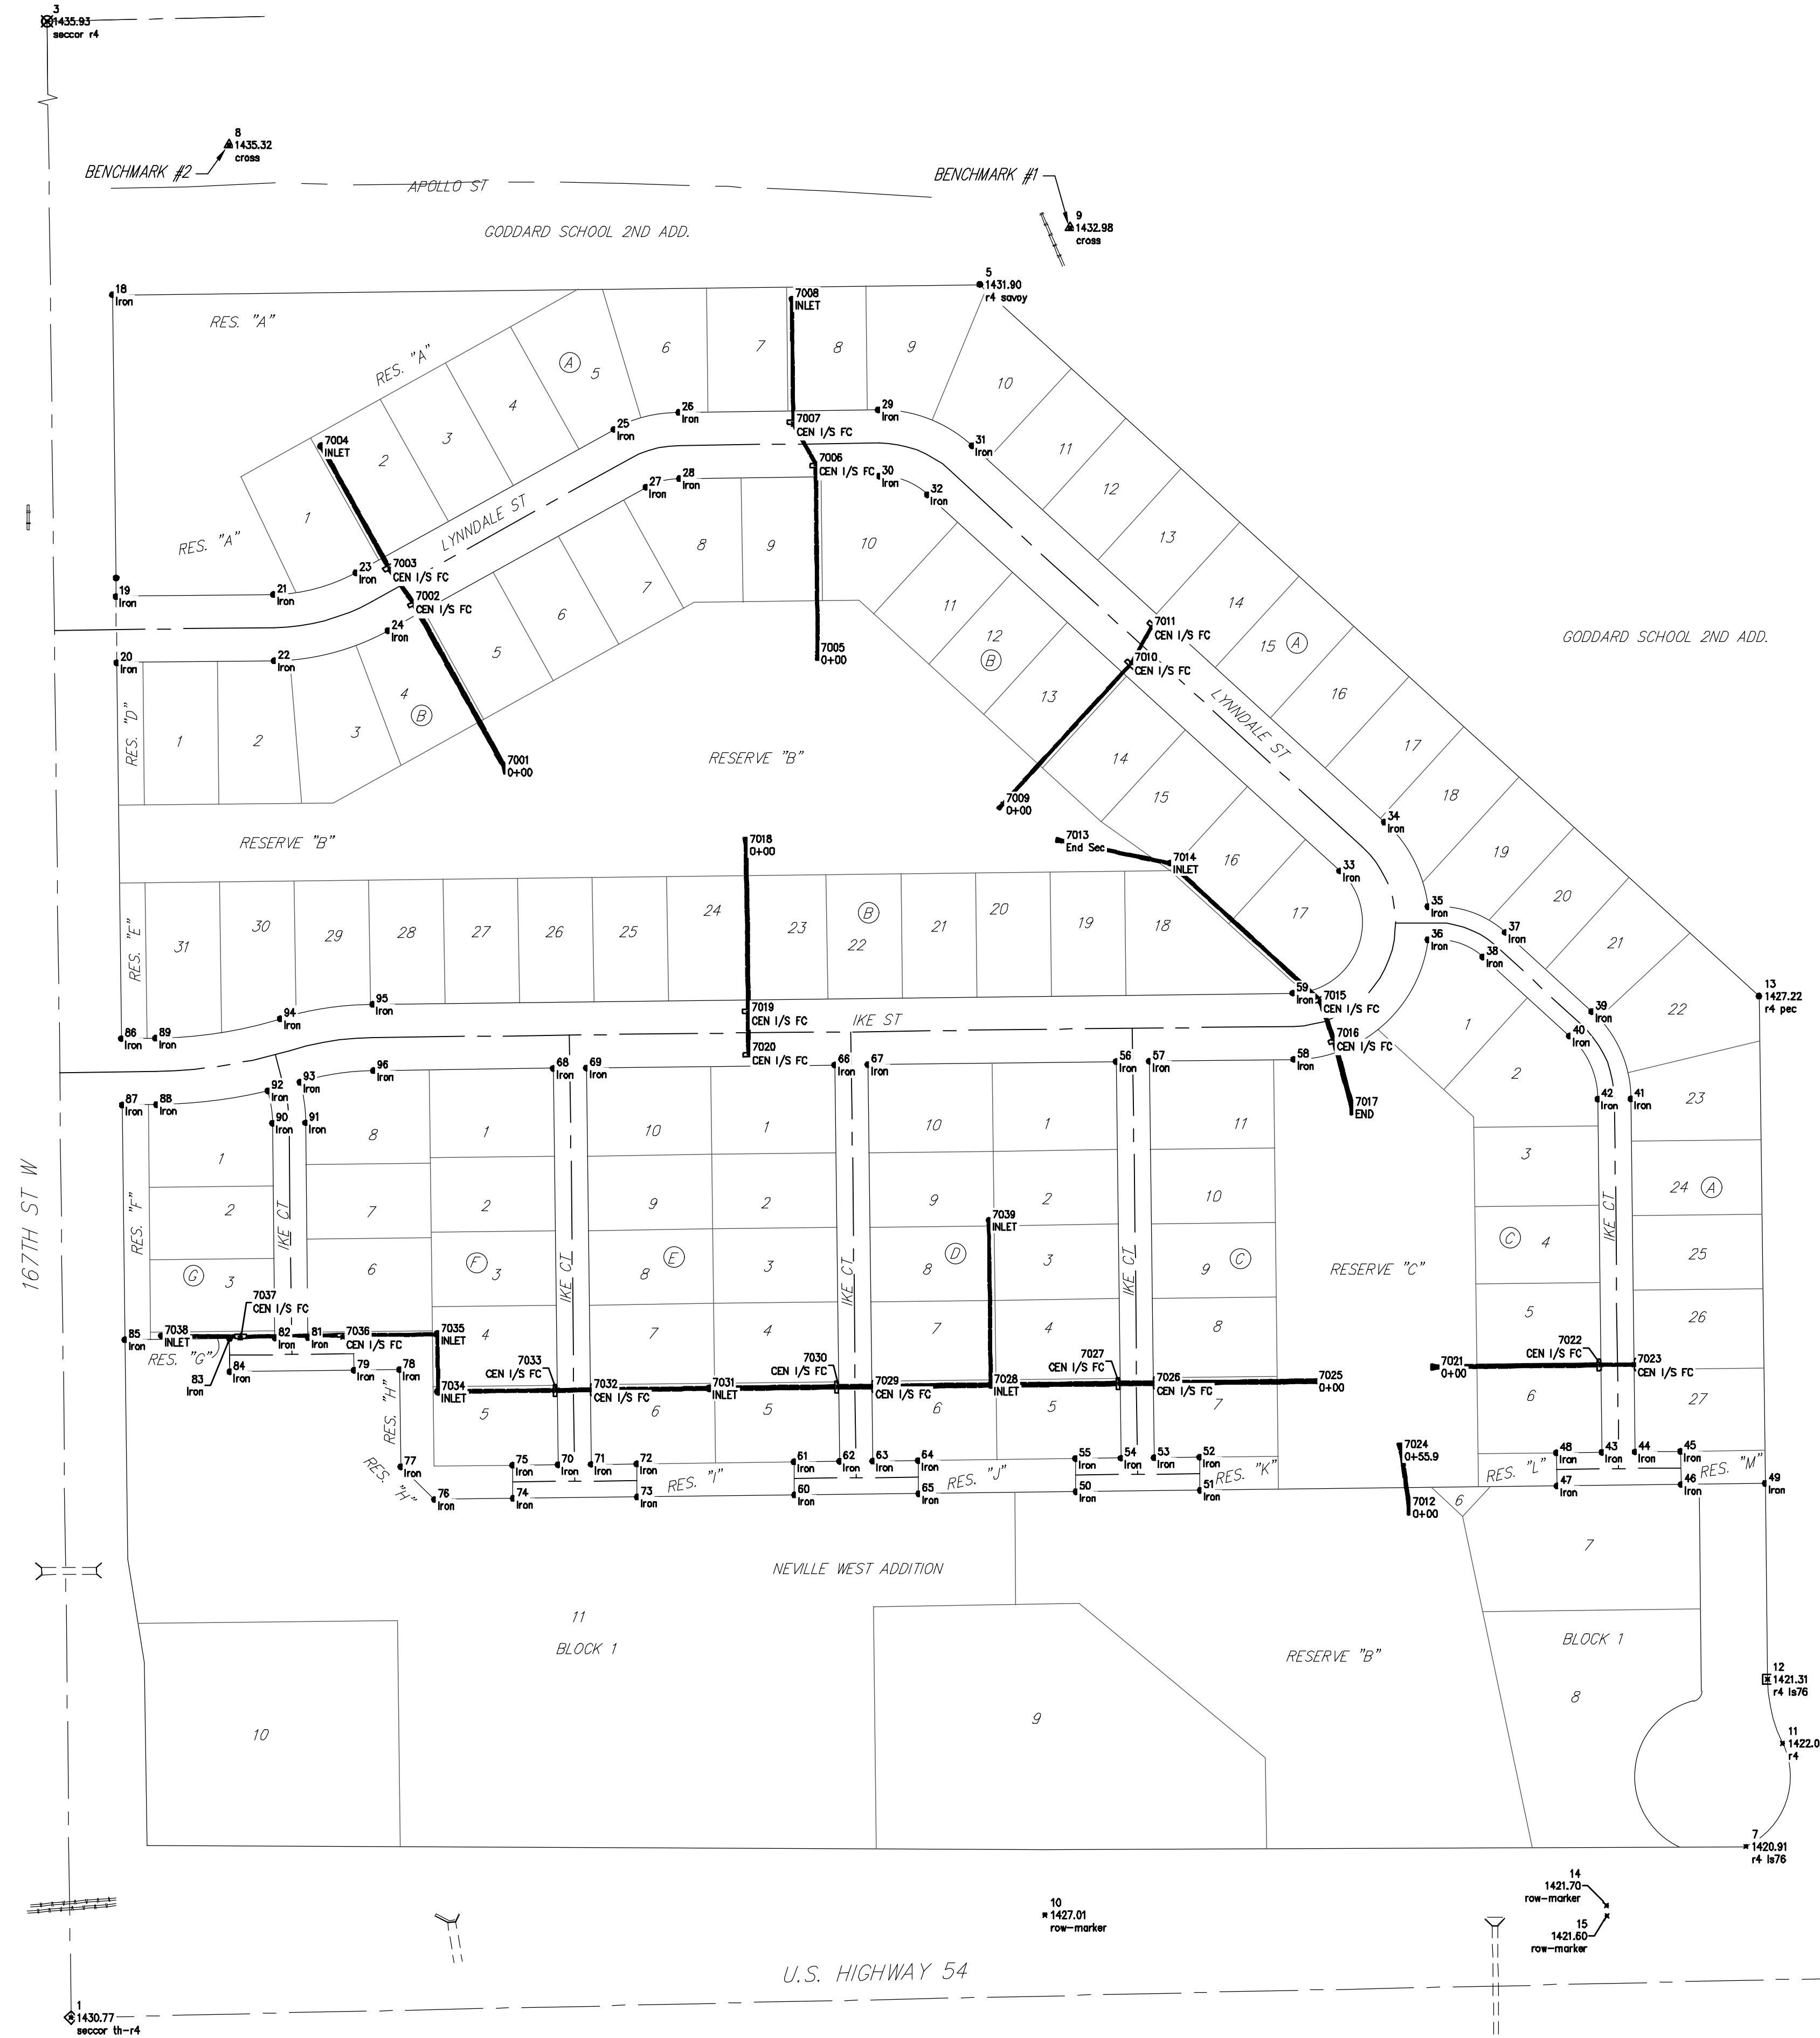 3
1435.93
seccor r4
8
1435.32
cross
BENCHMARK #2
BENCHMARK #1
APOLLO ST
9
1432.98
cross
GODDARD SCHOOL 2ND ADD.
5
1431.90
r4 savoy
18
Iron
RES. "A"
7008
INLET
6
7
8
9
RES. "A"
A
5
10
4
26
Iron
29
Iron
25
Iron
7007
CEN I/S FC
31
Iron
3
7004
INLET
2
11
7006
CEN I/S FC
30
Iron
28
Iron
27
Iron
32
Iron
12
LYNNDALE ST
1
13
RES. "A"
8
9
10
7003
CEN I/S FC
23
Iron
19
Iron
21
Iron
7
14
7002
CEN I/S FC
6
11
7011
CEN I/S FC
24
Iron
12
B
15
A
GODDARD SCHOOL 2ND ADD.
5
7005
0+00
7010
CEN I/S FC
20
Iron
22
Iron
4
B
13
16
RES. "D"
1
2
3
LYNNDALE ST
17
7001
0+00
RESERVE "B"
14
18
15
7009
0+00
34
Iron
RESERVE "B"
7018
0+00
7013
End Sec
7014
INLET
16
19
33
Iron
20
RES. "E"
31
30
29
28
27
26
25
24
23
B
22
21
20
19
18
17
35
Iron
37
Iron
21
36
Iron
38
Iron
13
1427.22
r4 pec
22
59
Iron
95
Iron
94
Iron
7019
CEN I/S FC
IKE ST
7015
CEN I/S FC
39
Iron
86
Iron
89
Iron
1
40
Iron
7016
CEN I/S FC
7020
CEN I/S FC
96
Iron
68
Iron
69
Iron
66
Iron
67
Iron
56
Iron
57
Iron
58
Iron
2
92
Iron
93
Iron
87
Iron
88
Iron
7017
END
42
Iron
41
Iron
23
90
Iron
91
Iron
8
1
10
1
10
1
11
1
3
24
A
167TH ST W
RES. "F"
2
IKE CT
7
2
IKE CT
9
2
IKE CT
9
7039
INLET
2
IKE CT
10
IKE CT
G
3
6
F
3
8
E
3
8
D
3
9
C
RESERVE "C"
C
4
25
7037
CEN I/S FC
5
26
85
Iron
7038
INLET
82
Iron
81
Iron
7036
CEN I/S FC
7035
INLET
4
7
4
7
4
8
RES. "G"
83
Iron
84
Iron
79
Iron
78
Iron
7033
CEN I/S FC
7030
CEN I/S FC
7027
CEN I/S FC
7022
CEN I/S FC
7021
0+00
7023
CEN I/S FC
RES. "H"
7034
INLET
5
7032
CEN I/S FC
6
7031
INLET
5
7029
CEN I/S FC
6
7028
INLET
5
7026
CEN I/S FC
7
7025
0+00
6
27
77
Iron
RES. "H"
75
Iron
70
Iron
71
Iron
72
Iron
61
Iron
62
Iron
63
Iron
64
Iron
55
Iron
54
Iron
53
Iron
52
Iron
7024
0+55.9
48
Iron
43
Iron
44
Iron
45
Iron
76
Iron
74
Iron
73
Iron
RES. "I"
60
Iron
65
Iron
RES. "J"
50
Iron
51
Iron
RES. "K"
7012
0+00
6
RES. "L"
47
Iron
46
Iron
RES. "M"
49
Iron
NEVILLE WEST ADDITION
7
11
BLOCK 1
RESERVE "B"
BLOCK 1
12
1421.31
r4 ls76
8
10
9
11
1422.0
r4
7
1420.91
r4 ls76
10
1427.01
row-marker
14
1421.70
row-marker
15
1421.60
row-marker
U.S. HIGHWAY 54
1
1430.77
seccor th-r4